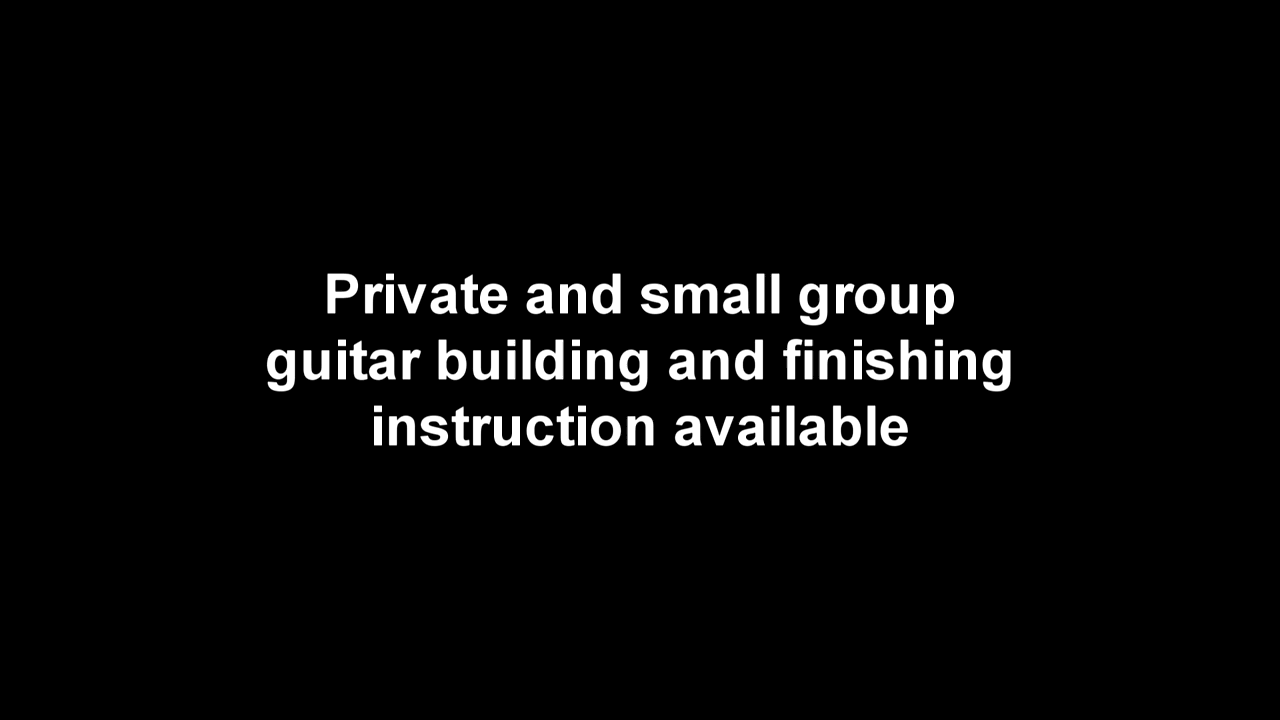 Private and small group
guitar building and finishing
instruction available